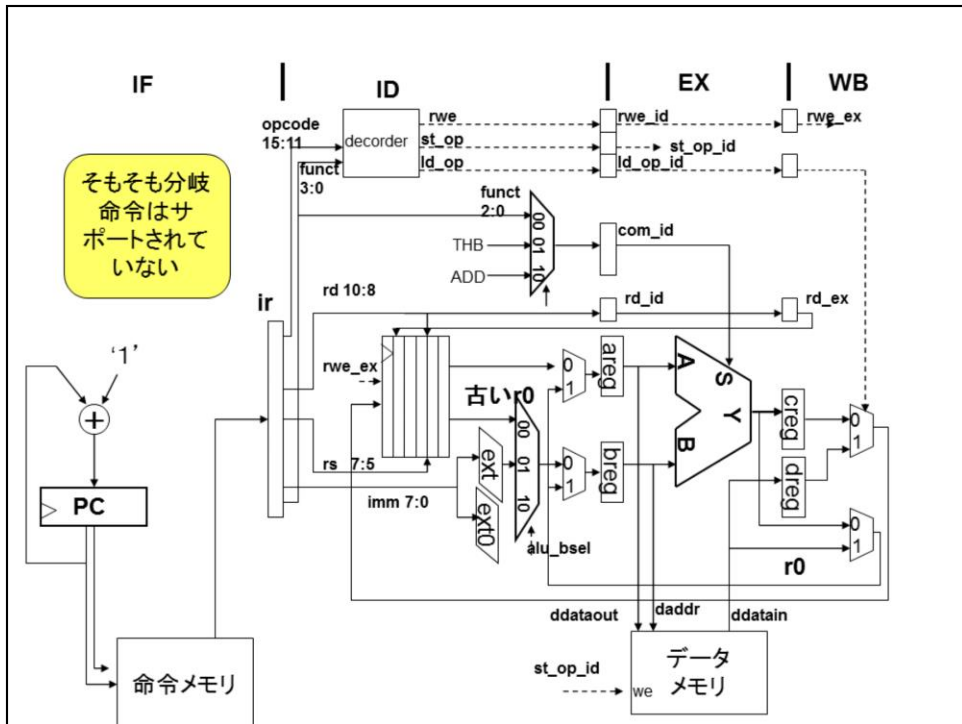 IF
ID
EX
WB
opcode
15:11
decorder
rwe
st_op
ld_op
rwe_id
st_op_id
ld_op_id
rwe_ex
funct
3:0
そもそも分岐
命令はサ
ポートされて
いない
funct
2:0
00
01
10
THB
ADD
com_id
ir
rd 10:8
rd_id
rd_ex
'1'
+
PC
rwe_ex
古いr0
00
01
10
ext
ext0
rs 7:5
imm 7:0
alu_bsel
0
1
0
1
areg
breg
A
B
S
Y
creg
dreg
0
1
0
1
r0
ddataout
daddr
ddatain
st_op_id
we
データ
メモリ
命令メモリ